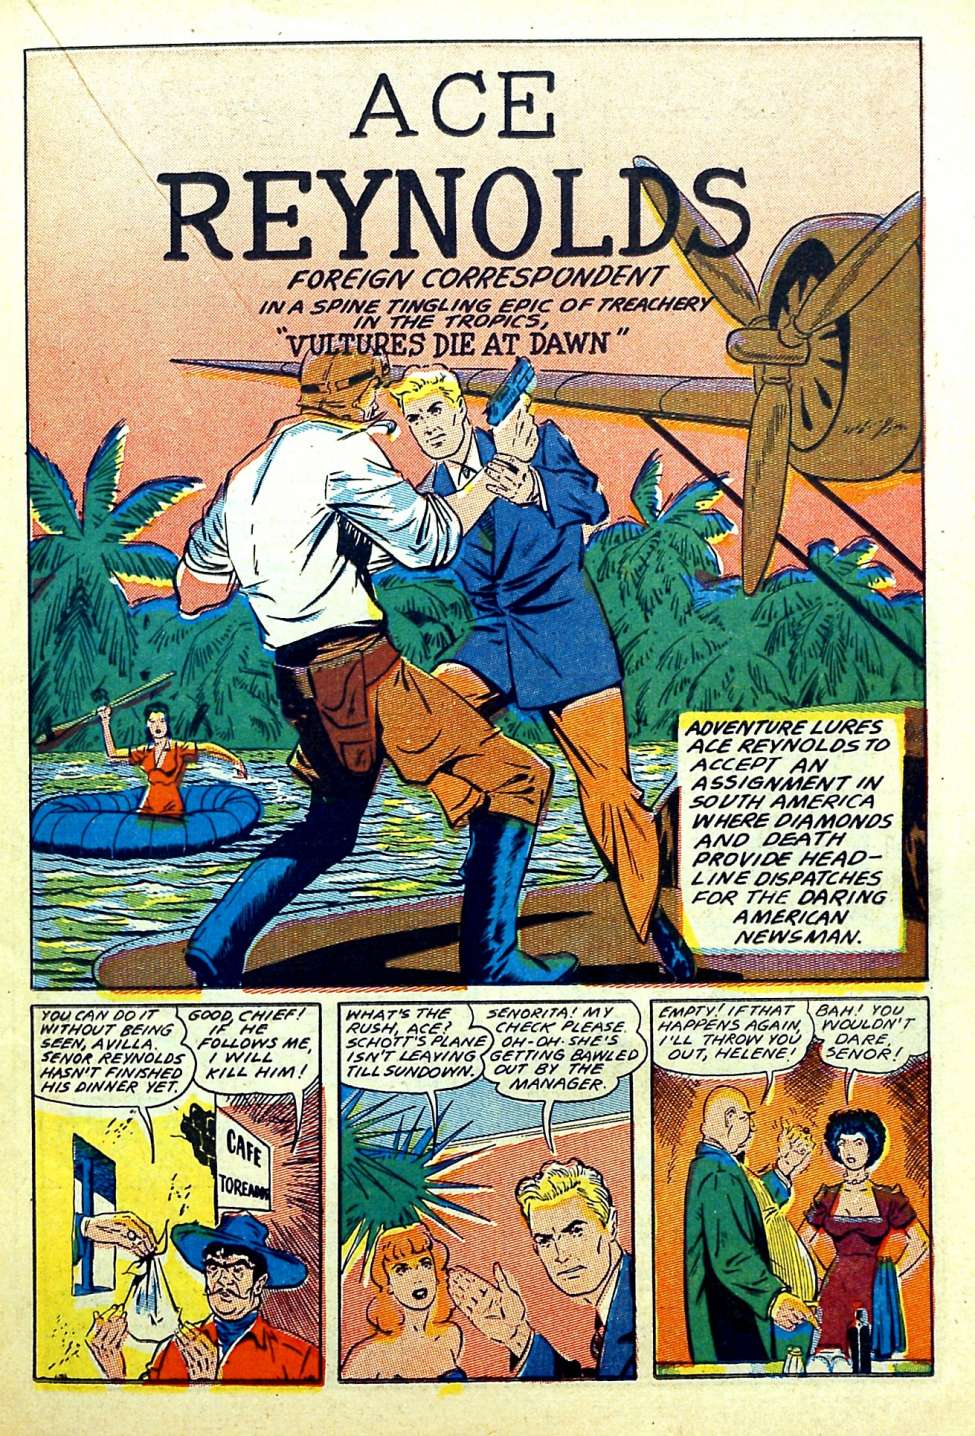 ACE
REYNOLDS
FOREIGN CORRESPONDENT
IN A SPINE TINGLING EPIC OF TREACHERY
IN THE TROPICS,
"VULTURES DIE AT DAWN"
ADVENTURE LURES
ACE REYNOLDS TO
ACCEPT AN
ASSIGNMENT IN
SOUTH AMERICA
WHERE DIAMONDS
AND DEATH
PROVIDE HEAD-
LINE DISPATCHES
FOR THE DARING
AMERICAN
NEWSMAN.
YOU CAN DO IT
WITHOUT BEING
SEEN, AVILLA.
SENOR REYNOLDS
HASN'T FINISHED
HIS DINNER YET.
GOOD, CHIEF!
IF HE
FOLLOWS ME,
I WILL
KILL HIM!
CAFE
TOREADOR
WHAT'S THE
RUSH, ACE?
SCHOTT'S PLANE
ISN'T LEAVING
TILL SUNDOWN.
SENORITA! MY
CHECK PLEASE.
OH-OH. SHE'S
GETTING BAWLED
OUT BY THE
MANAGER.
EMPTY! IF THAT
HAPPENS AGAIN,
I'LL THROW YOU
OUT, HELENE!
BAH! YOU
WOULDN'T
DARE,
SENOR!